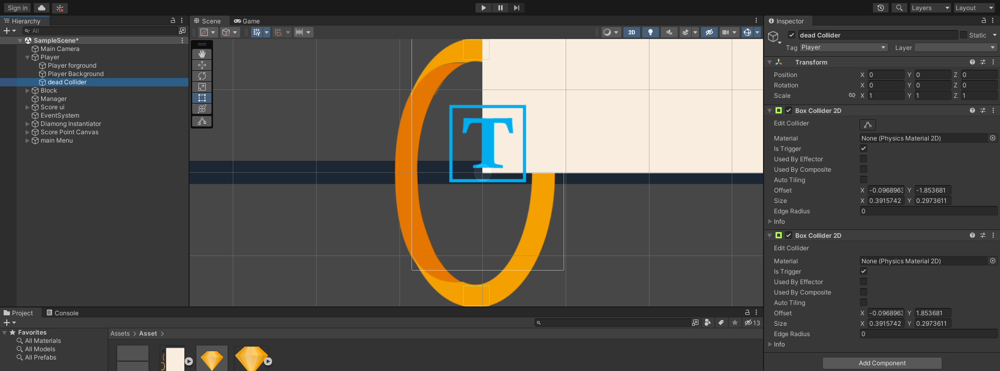 Sign in
Layers
Layout
Hierarchy
All
SampleScene*
Main Camera
Player
Player forground
Player Background
dead Collider
Block
Manager
Score ui
EventSystem
Diamong Instantiator
Score Point Canvas
main Menu
Scene
Game
2D
T
Project
Console
13
Favorites
All Materials
All Models
All Prefabs
Assets > Asset >
Inspector
dead Collider
Static
Tag Player
Layer
Transform
Position X 0 Y 0 Z 0
Rotation X 0 Y 0 Z 0
Scale X 1 Y 1 Z 1
Box Collider 2D
Edit Collider
Material None (Physics Material 2D)
Is Trigger
Used By Effector
Used By Composite
Auto Tiling
Offset X -0.0968963 Y -1.853681
Size X 0.3915742 Y 0.2973611
Edge Radius 0
Info
Box Collider 2D
Edit Collider
Material None (Physics Material 2D)
Is Trigger
Used By Effector
Used By Composite
Auto Tiling
Offset X -0.0968963 Y 1.853681
Size X 0.3915742 Y 0.2973611
Edge Radius 0
Info
Add Component